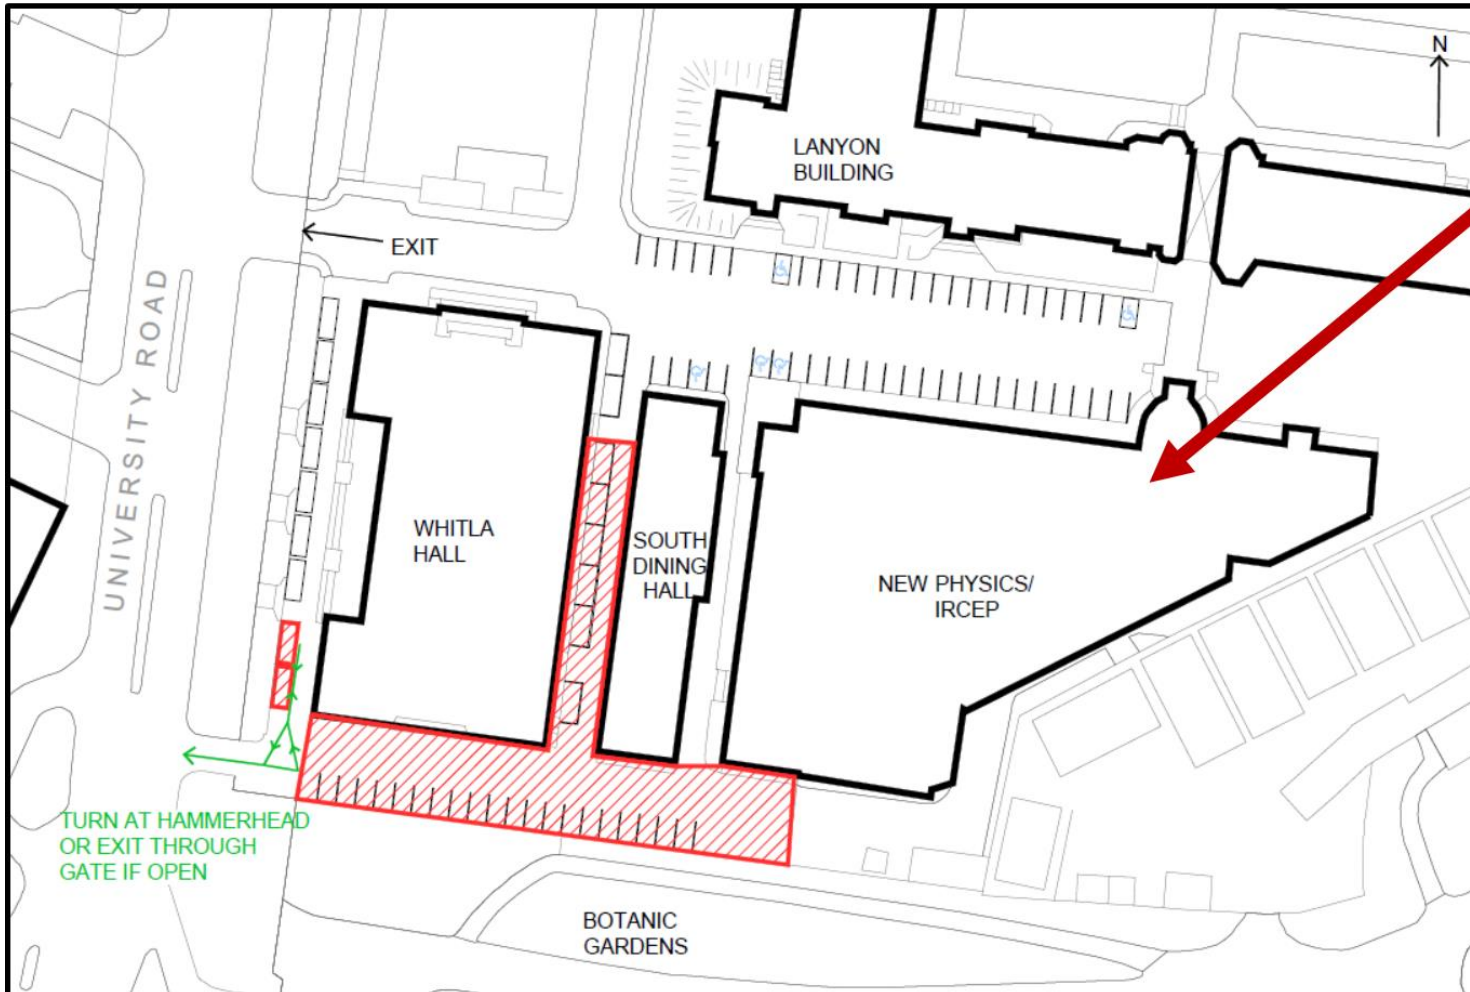 N
LANYON
BUILDING
EXIT
UNIVERSITY ROAD
WHITLA
HALL
SOUTH
DINING
HALL
NEW PHYSICS/
IRCEP
TURN AT HAMMERHEAD
OR EXIT THROUGH
GATE IF OPEN
BOTANIC
GARDENS